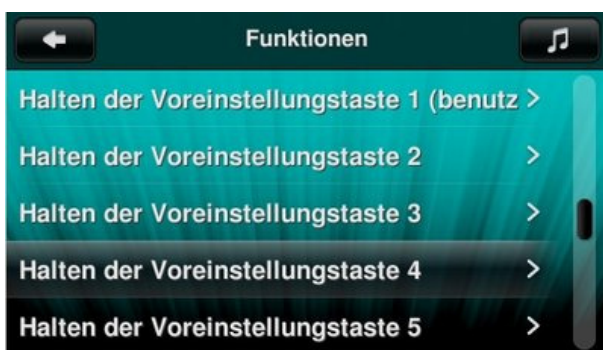 Funktionen
Halten der Voreinstellungstaste 1 (benutz >
Halten der Voreinstellungstaste 2 >
Halten der Voreinstellungstaste 3 >
Halten der Voreinstellungstaste 4 >
Halten der Voreinstellungstaste 5 >